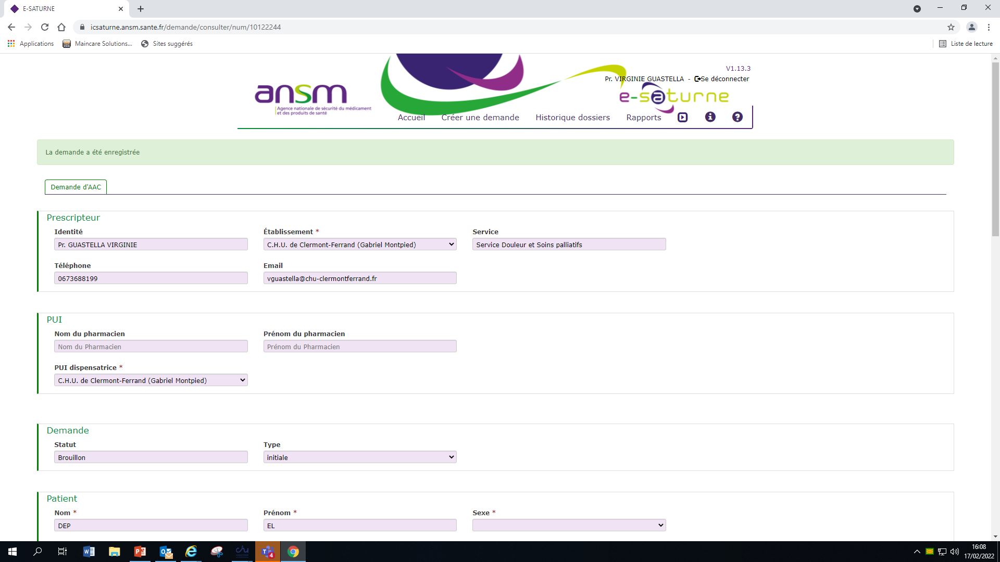 E-SATURNE
icsaturne.ansm.sante.fr/demande/consulter/num/10122244
Applications
Maincare Solutions...
Sites suggérés
Liste de lecture
V1.13.3
Pr. VIRGINIE GUASTELLA - Se déconnecter
ansm
Agence nationale de sécurité du médicament
et des produits de santé
e-saturne
Accueil
Créer une demande
Historique dossiers
Rapports
La demande a été enregistrée
Demande d'AAC
Prescripteur
Identité
Établissement *
Service
Pr. GUASTELLA VIRGINIE
C.H.U. de Clermont-Ferrand (Gabriel Montpied)
Service Douleur et Soins palliatifs
Téléphone
Email
0673688199
vguastella@chu-clermontferrand.fr
PUI
Nom du pharmacien
Prénom du pharmacien
Nom du Pharmacien
Prénom du Pharmacien
PUI dispensatrice *
C.H.U. de Clermont-Ferrand (Gabriel Montpied)
Demande
Statut
Type
Brouillon
initiale
Patient
Nom *
Prénom *
Sexe *
DEP
EL
chu
4
16:08
17/02/2022